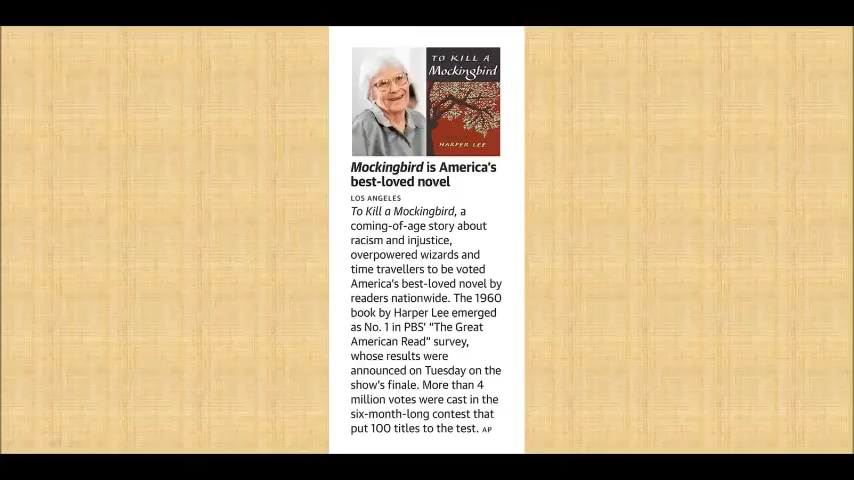 TO KILL A
Mockingbird
HARPER LEE
Mockingbird is America's
best-loved novel
LOS ANGELES
To Kill a Mockingbird, a
coming-of-age story about
racism and injustice,
overpowered wizards and
time travellers to be voted
America's best-loved novel by
readers nationwide. The 1960
book by Harper Lee emerged
as No. 1 in PBS' "The Great
American Read" survey,
whose results were
announced on Tuesday on the
show's finale. More than 4
million votes were cast in the
six-month-long contest that
put 100 titles to the test. AP